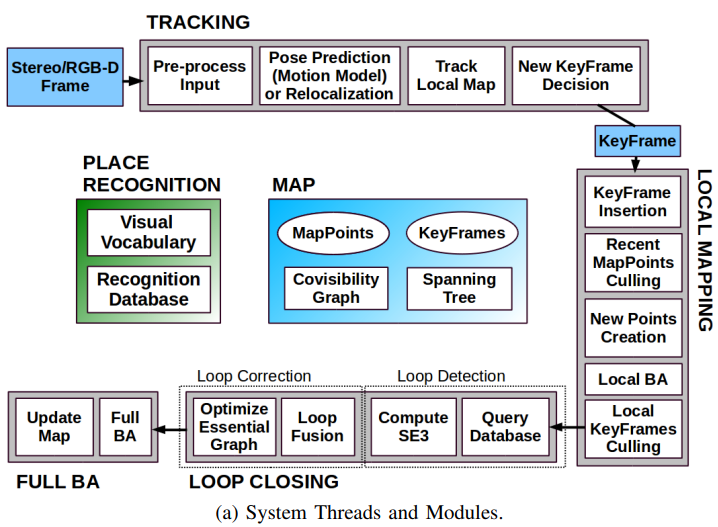 TRACKING
Stereo/RGB-D
Frame
Pre-process
Input
Pose Prediction
(Motion Model)
or Relocalization
Track
Local Map
New KeyFrame
Decision
KeyFrame
PLACE
RECOGNITION
Visual
Vocabulary
Recognition
Database
MAP
MapPoints
KeyFrames
Covisibility
Graph
Spanning
Tree
LOCAL MAPPING
KeyFrame
Insertion
Recent
MapPoints
Culling
New Points
Creation
Local BA
Local
KeyFrames
Culling
Loop Correction
Loop Detection
Update
Map
Full
BA
Optimize
Essential
Graph
Loop
Fusion
Compute
SE3
Query
Database
FULL BA
LOOP CLOSING
(a) System Threads and Modules.